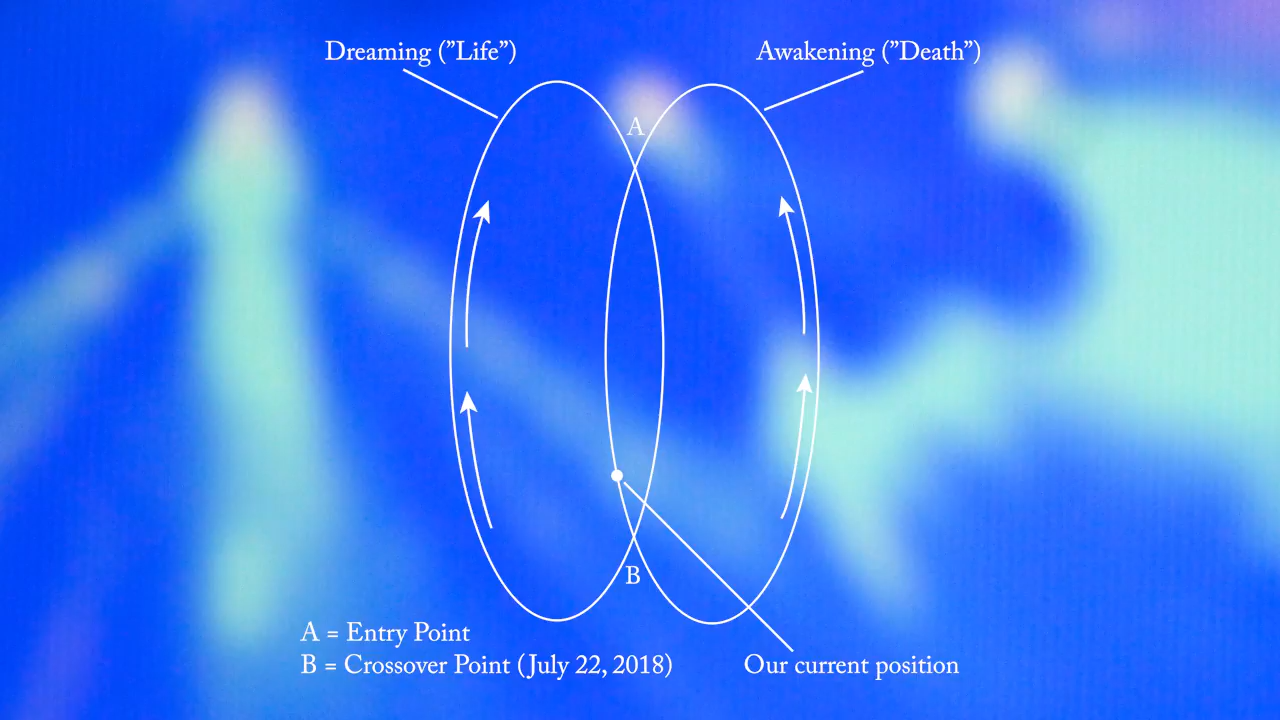 Dreaming (”Life”)
Awakening (”Death”)
A
B
A = Entry Point
B = Crossover Point (July 22, 2018)
Our current position